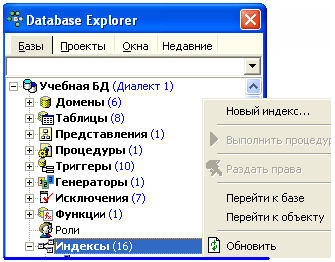 Database Explorer
Базы Проекты Окна Недавние
Учебная БД (Диалект 1)
Домены (6)
Таблицы (8)
Представления (1)
Процедуры (1)
Триггеры (10)
Генераторы (1)
Исключения (7)
Функции (1)
Роли
Индексы (16)
Новый индекс...
Выполнить процедур
Раздать права
Перейти к базе
Перейти к объекту
Обновить